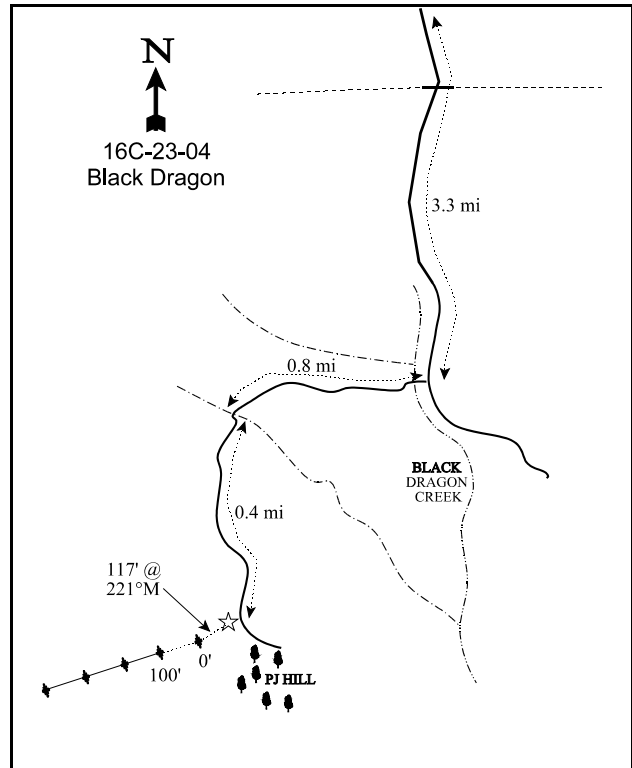 N
16C-23-04
Black Dragon
3.3 mi
0.8 mi
BLACK
DRAGON
CREEK
0.4 mi
117' @
221°M
0'
100'
PJ HILL